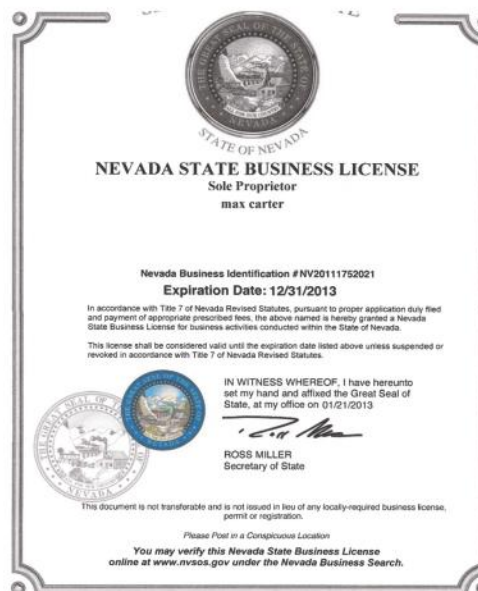 THE GREAT SEAL OF THE STATE
NEVADA
STATE OF NEVADA
NEVADA STATE BUSINESS LICENSE
Sole Proprietor
max carter
Nevada Business Identification # NV20111752021
Expiration Date: 12/31/2013
In accordance with Title 7 of Nevada Revised Statutes, pursuant to proper application duly filed
and payment of appropriate prescribed fees, the above named is hereby granted a Nevada
State Business License for business activities conducted within the State of Nevada.
This license shall be considered valid until the expiration date listed above unless suspended or
revoked in accordance with Title 7 of Nevada Revised Statutes.
IN WITNESS WHEREOF, I have hereunto
set my hand and affixed the Great Seal of
State, at my office on 01/21/2013
ROSS MILLER
Secretary of State
NEVADA
This document is not transferable and is not issued in lieu of any locally-required business license,
permit or registration.
Please Post in a Conspicuous Location
You may verify this Nevada State Business License
online at www.nvsos.gov under the Nevada Business Search.